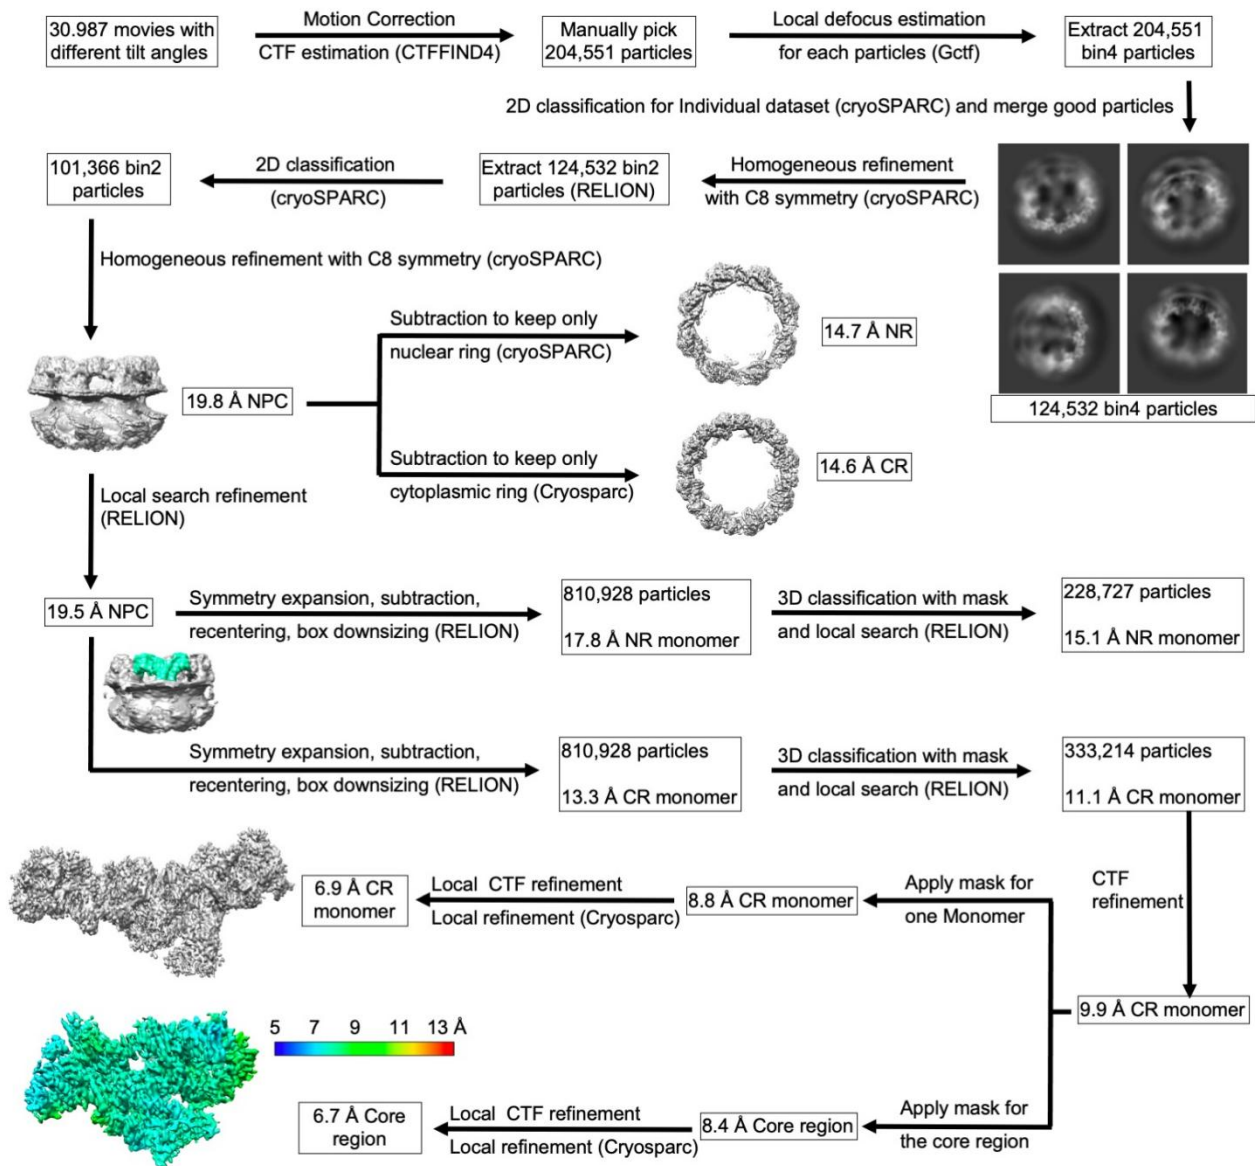 30.987 movies with
different tilt angles
Motion Correction
CTF estimation (CTFFIND4)
Manually pick
204,551 particles
Local defocus estimation
for each particles (Gctf)
Extract 204,551
bin4 particles
2D classification for Individual dataset (cryoSPARC) and merge good particles
124,532 bin4 particles
Homogeneous refinement
with C8 symmetry (cryoSPARC)
Extract 124,532 bin2
particles (RELION)
2D classification
(cryoSPARC)
101,366 bin2
particles
Homogeneous refinement with C8 symmetry (cryoSPARC)
19.8 Å NPC
Subtraction to keep only
nuclear ring (cryoSPARC)
14.7 Å NR
Subtraction to keep only
cytoplasmic ring (Cryosparc)
14.6 Å CR
Local search refinement
(RELION)
19.5 Å NPC
Symmetry expansion, subtraction,
recentering, box downsizing (RELION)
810,928 particles
17.8 Å NR monomer
3D classification with mask
and local search (RELION)
228,727 particles
15.1 Å NR monomer
Symmetry expansion, subtraction,
recentering, box downsizing (RELION)
810,928 particles
13.3 Å CR monomer
3D classification with mask
and local search (RELION)
333,214 particles
11.1 Å CR monomer
CTF
refinement
9.9 Å CR monomer
Apply mask for
one Monomer
8.8 Å CR monomer
Local CTF refinement
Local refinement (Cryosparc)
6.9 Å CR
monomer
Apply mask for
the core region
8.4 Å Core region
Local CTF refinement
Local refinement (Cryosparc)
6.7 Å Core
region
5 7 9 11 13 Å